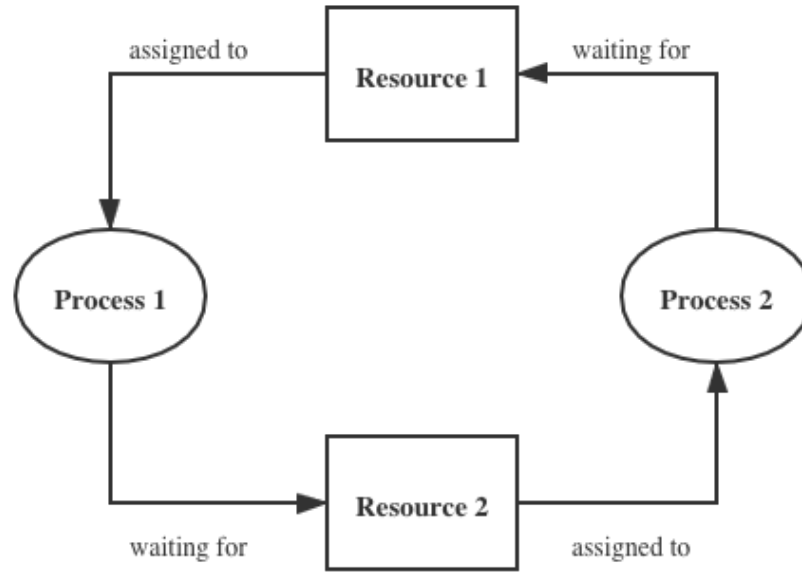 assigned to
Resource 1
waiting for
Process 1
Process 2
Resource 2
waiting for
assigned to